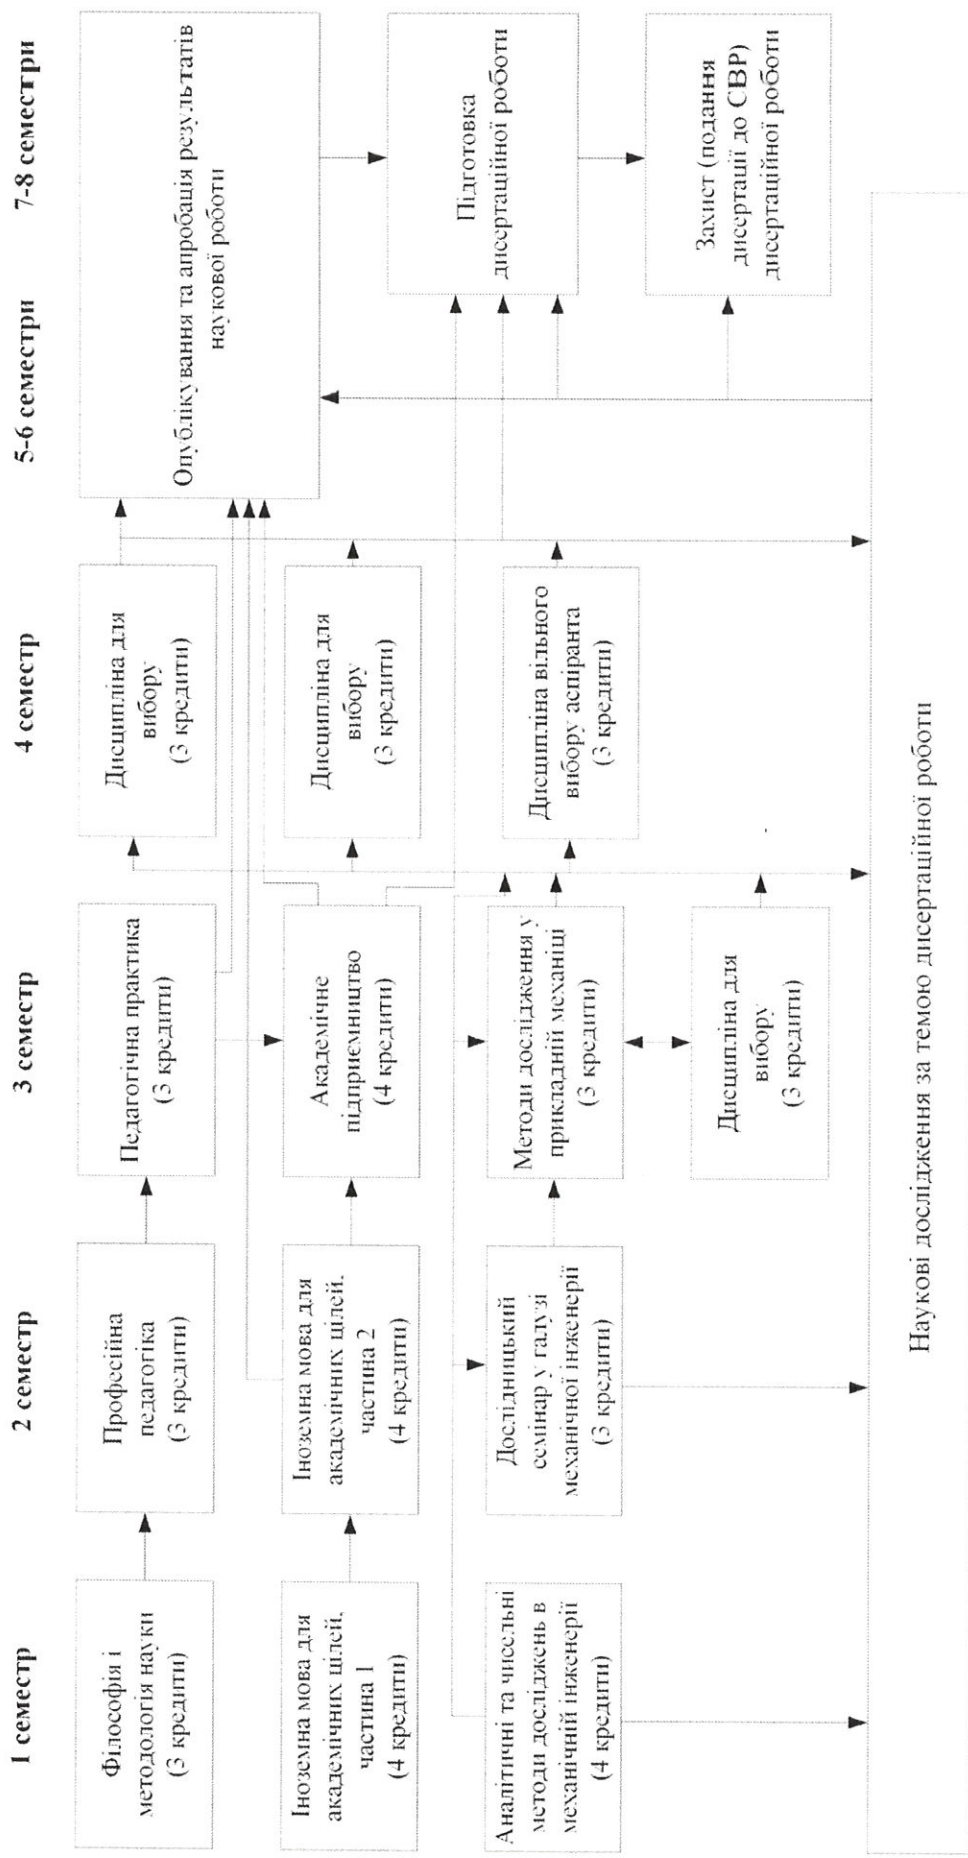 1 семестр
2 семестр
3 семестр
4 семестр
5-6 семестри
7-8 семестри
Філософія і
методологія науки
(3 кредити)
Професійна
педагогіка
(3 кредити)
Педагогічна практика
(3 кредити)
Дисципліна для
вибору
(3 кредити)
Опублікування та апробація результатів
наукової роботи
Іноземна мова для
академічних цілей.
частина 1
(4 кредити)
Іноземна мова для
академічних цілей.
частина 2
(4 кредити)
Академічне
підприємництво
(4 кредити)
Дисципліна для
вибору
(3 кредити)
Підготовка
дисертаційної роботи
Аналітичні та чисельні
методи досліджень в
механічній інженерії
(4 кредити)
Дослідницький
семінар у галузі
механічної інженерії
(3 кредити)
Методи дослідження у
прикладній механіці
(3 кредити)
Дисципліна вільного
вибору аспіранта
(3 кредити)
Захист (подання
дисертації до СВР)
дисертаційної роботи
Дисципліна для
вибору
(3 кредити)
Наукові дослідження за темою дисертаційної роботи